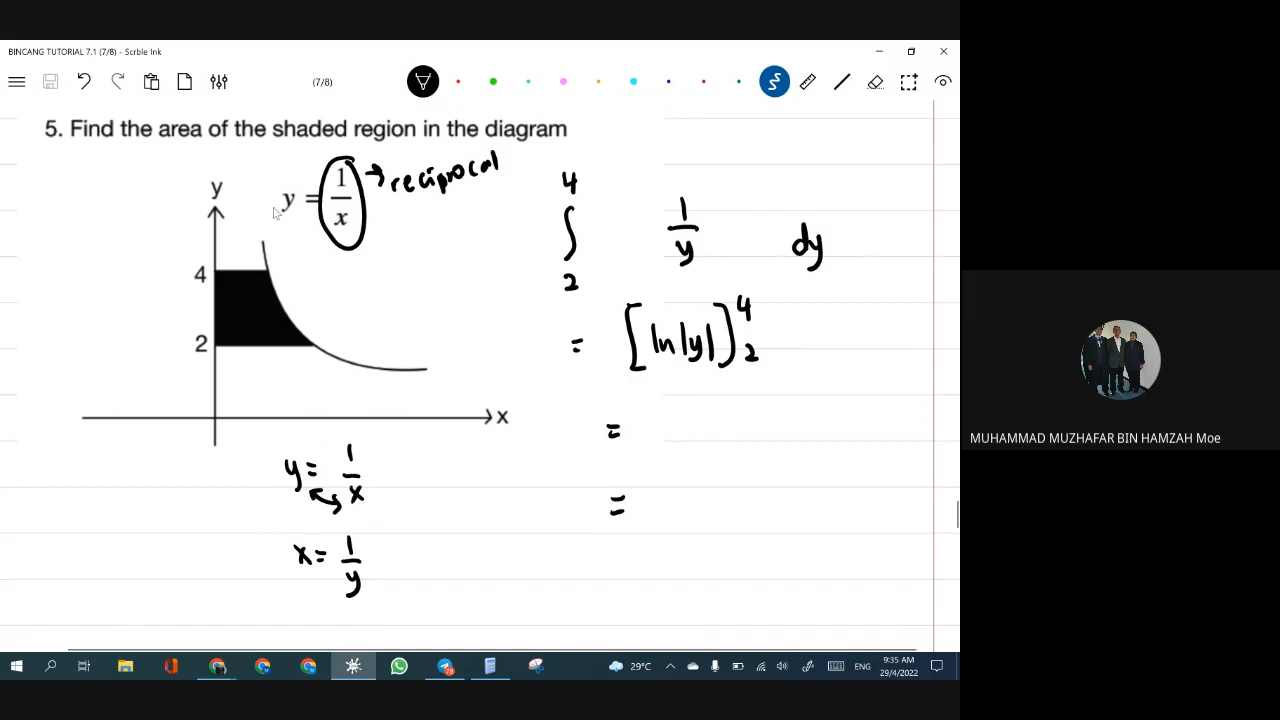 BINCANG TUTORIAL 7.1 (7/8) - Scrble Ink
(7/8)
5. Find the area of the shaded region in the diagram
y = 1/x → reciprocal
y
4
2
x
y = 1/x
x = 1/y
∫₂⁴ 1/y dy
= [ln|y|]₂⁴
=
=
MUHAMMAD MUZHAFAR BIN HAMZAH Moe
78
29°C
ENG
9:35 AM
29/4/2022